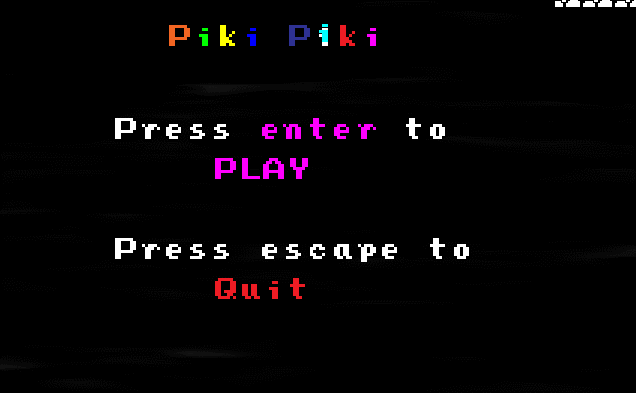 Piki Piki
Press enter to
PLAY
Press escape to
Quit